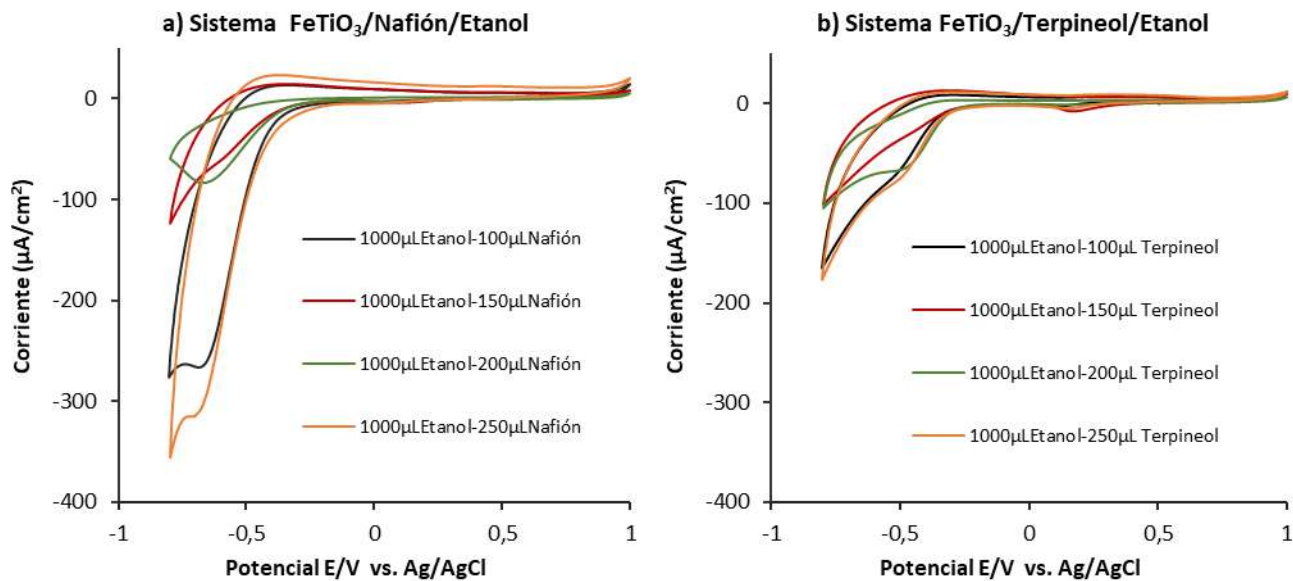 a) Sistema FeTiO₃/Nafión/Etanol
0
-100
-200
-300
-400
-1
-0,5
0
0,5
1
Corriente (µA/cm²)
Potencial E/V vs. Ag/AgCl
1000µLEtanol-100µLNafión
1000µLEtanol-150µLNafión
1000µLEtanol-200µLNafión
1000µLEtanol-250µLNafión
b) Sistema FeTiO₃/Terpineol/Etanol
0
-100
-200
-300
-400
-1
-0,5
0
0,5
1
Corriente (µA/cm²)
Potencial E/V vs. Ag/AgCl
1000µLEtanol-100µL Terpineol
1000µLEtanol-150µL Terpineol
1000µLEtanol-200µL Terpineol
1000µLEtanol-250µL Terpineol